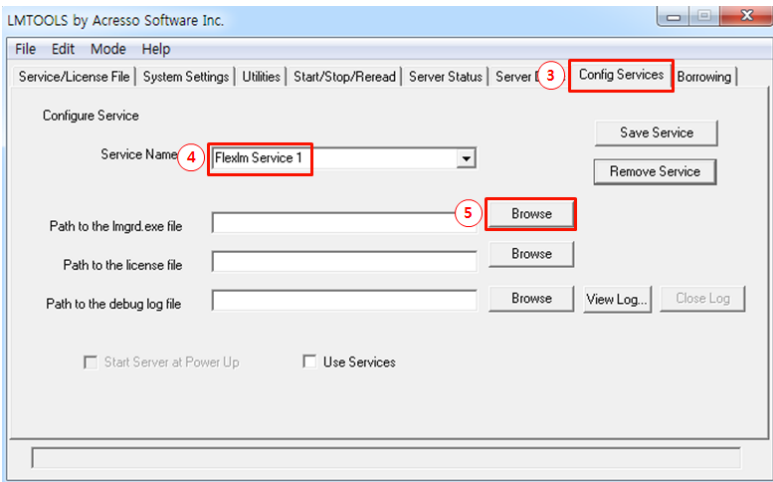 LMTOOLS by Acresso Software Inc.
File Edit Mode Help
Service/License File System Settings Utilities Start/Stop/Reread Server Status Server 3 Config Services Borrowing
Configure Service
Save Service
Service Name 4 Flexlm Service 1
Remove Service
Path to the lmgrd.exe file 5 Browse
Path to the license file Browse
Path to the debug log file Browse View Log... Close Log
Start Server at Power Up Use Services